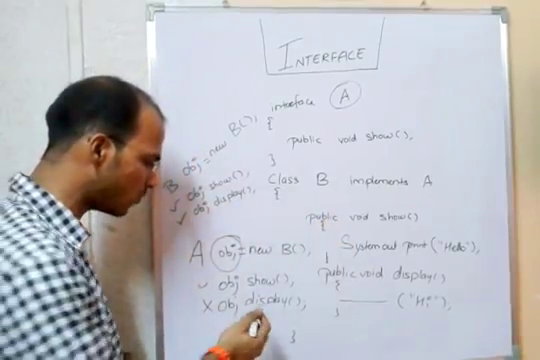 INTERFACE
interface A
{
public void show();
}
B obj = new B();
✓ obj show();
✓ obj display();
Class B implements A
{
public void show()
{
System out print ("Hello");
}
public void display()
{
——— ("Hi");
}
}
A obj = new B();
✓ obj show();
X obj display();